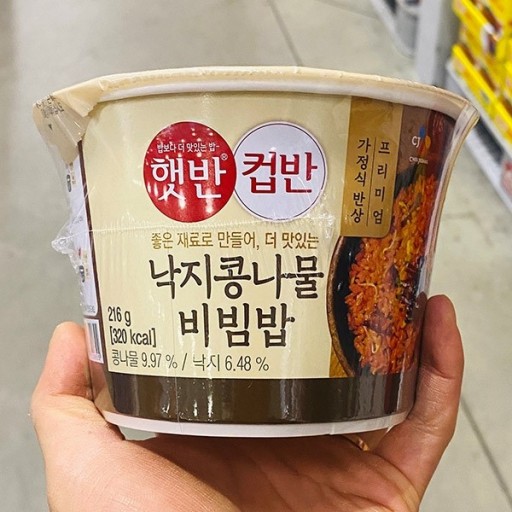 밥보다 더 맛있는 밥
햇반®
컵반
CJ
프리미엄
가정식 반상
좋은 재료로 만들어, 더 맛있는
낙지콩나물
비빔밥
216 g
[320 kcal]
콩나물 9.97 % / 낙지 6.48 %